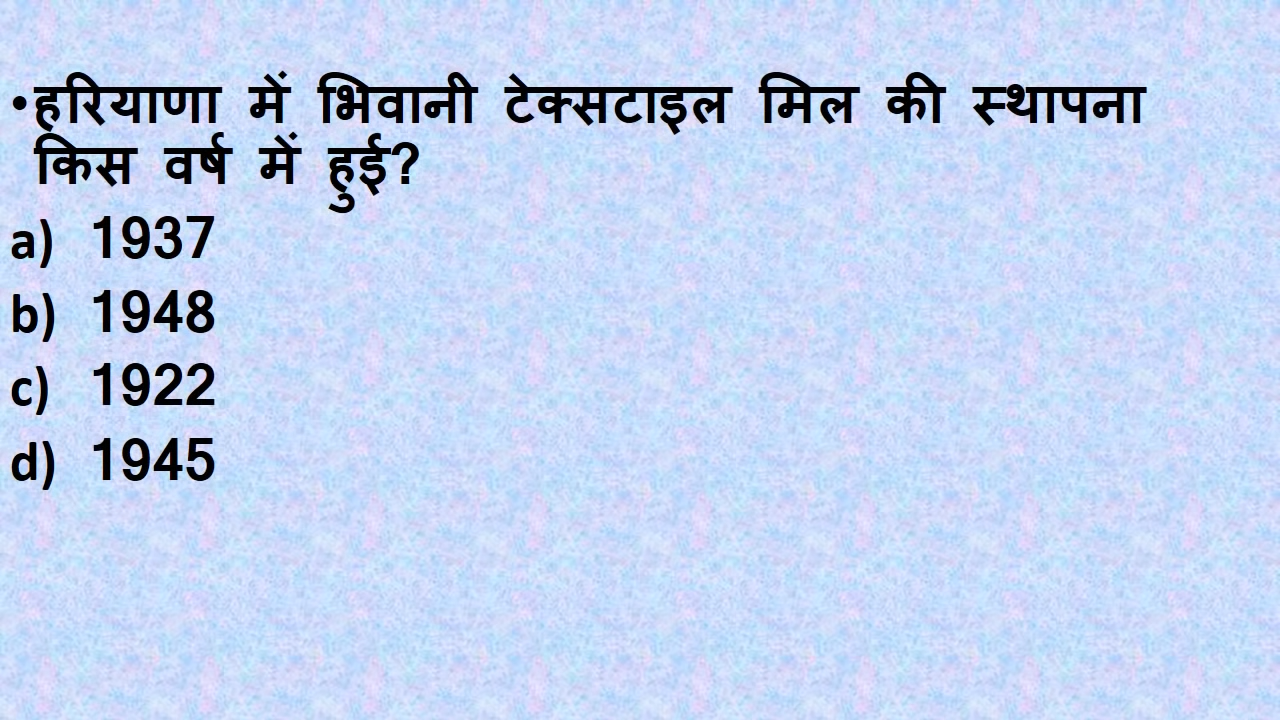 •हरियाणा में भिवानी टेक्सटाइल मिल की स्थापना
किस वर्ष में हुई?
a) 1937
b) 1948
c) 1922
d) 1945